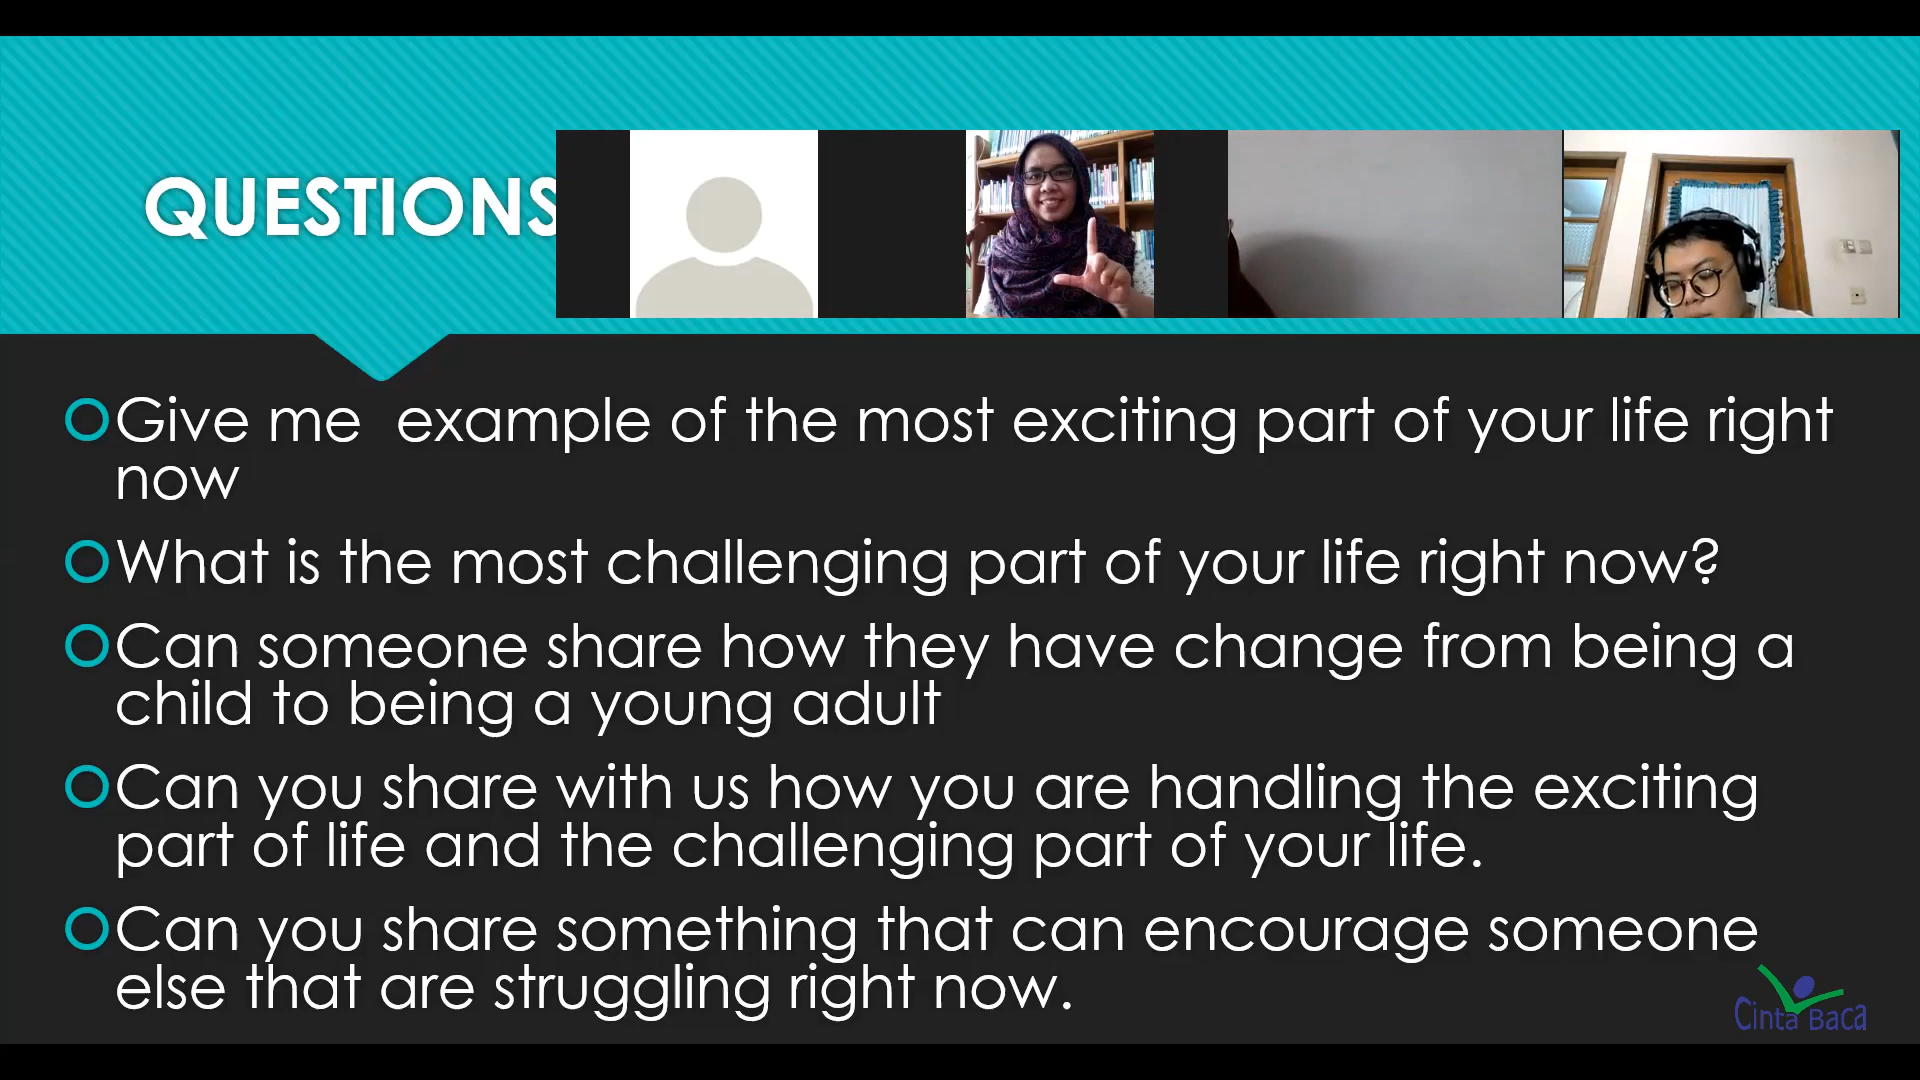 QUESTIONS
Give me  example of the most exciting part of your life right
now
What is the most challenging part of your life right now?
Can someone share how they have change from being a
child to being a young adult
Can you share with us how you are handling the exciting
part of life and the challenging part of your life.
Can you share something that can encourage someone
else that are struggling right now.
Cinta Baca